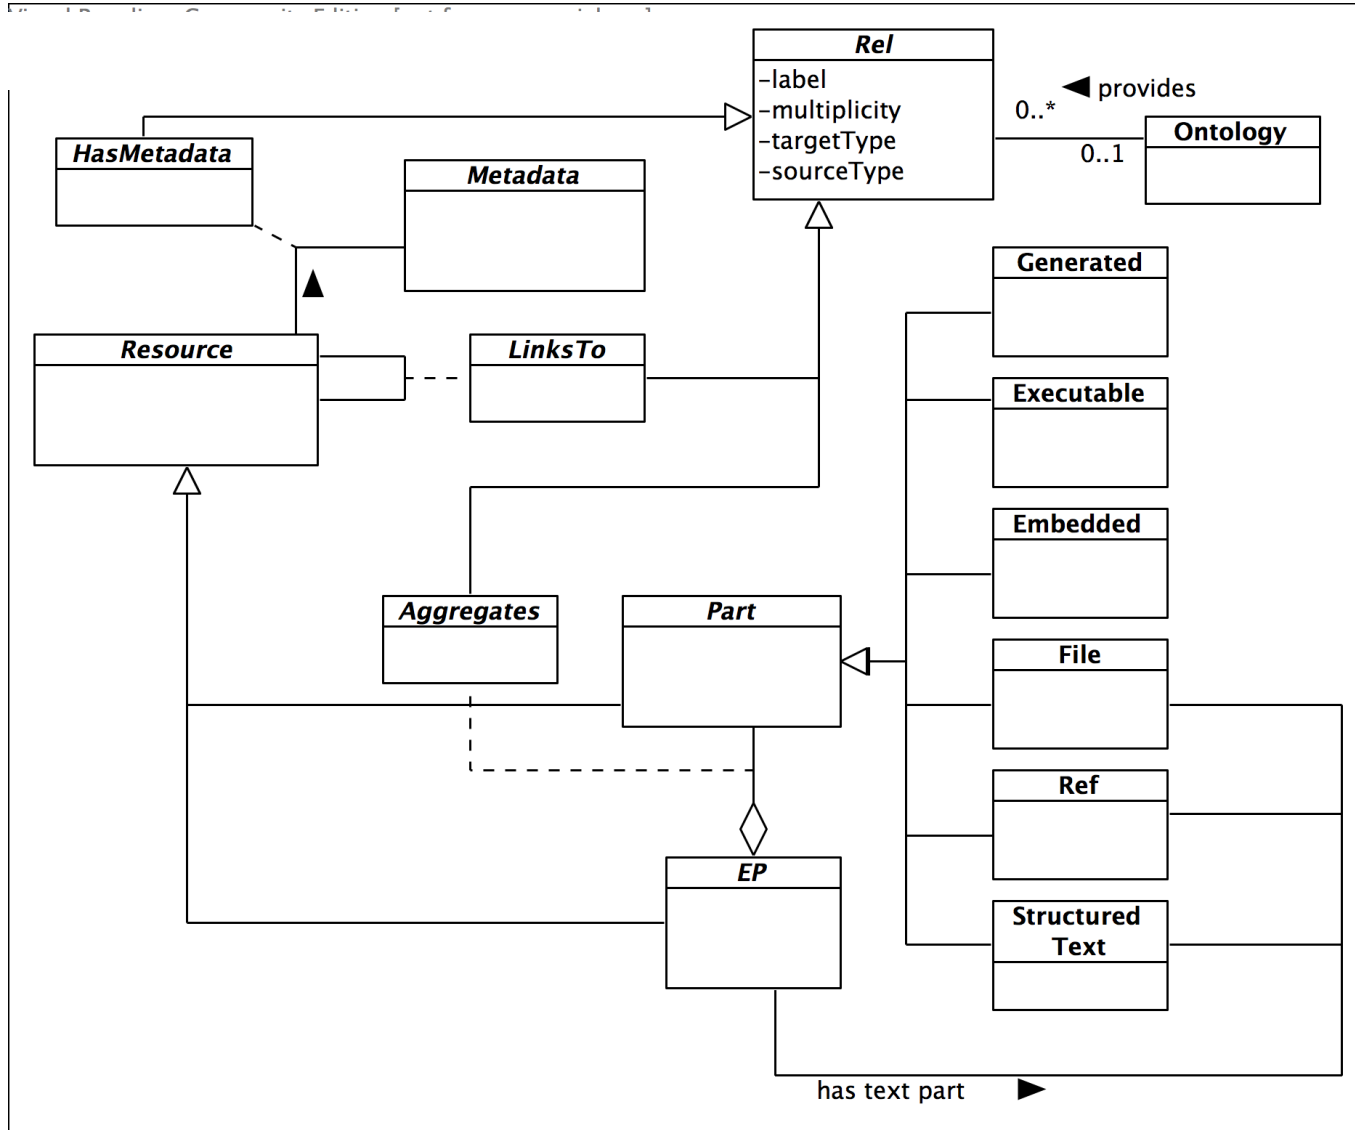 Rel
-label
-multiplicity
-targetType
-sourceType
provides
0..*
0..1
Ontology
HasMetadata
Metadata
Generated
Resource
LinksTo
Executable
Embedded
Aggregates
Part
File
Ref
EP
Structured
Text
has text part